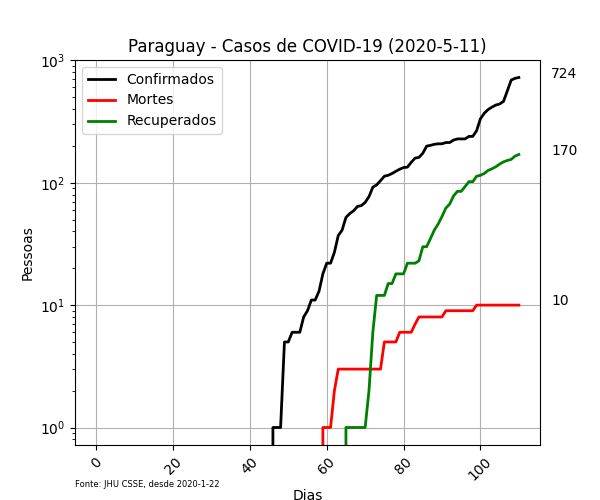 Paraguay - Casos de COVID-19 (2020-5-11)
Confirmados
Mortes
Recuperados
724
170
10
10³
10²
10¹
10⁰
Pessoas
0 20 40 60 80 100
Dias
Fonte: JHU CSSE, desde 2020-1-22